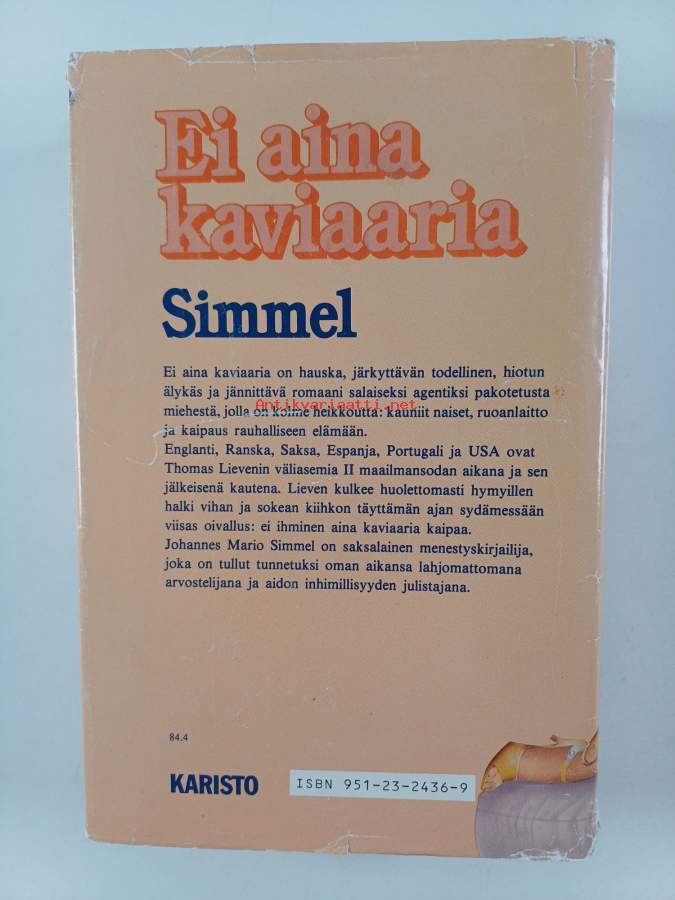 Ei aina
kaviaaria
Simmel
Ei aina kaviaaria on hauska, järkyttävän todellinen, hiotun
älykäs ja jännittävä romaani salaiseksi agentiksi pakotetusta
miehestä, jolla on kolme heikkoutta: kauniit naiset, ruoanlaitto
Antikvariaatti.net
ja kaipaus rauhalliseen elämään.
Englanti, Ranska, Saksa, Espanja, Portugali ja USA ovat
Thomas Lievenin väliasemia II maailmansodan aikana ja sen
jälkeisenä kautena. Lieven kulkee huolettomasti hymyillen
halki vihan ja sokean kiihkon täyttämän ajan sydämessään
viisas oivallus: ei ihminen aina kaviaaria kaipaa.
Johannes Mario Simmel on saksalainen menestyskirjailija,
joka on tullut tunnetuksi oman aikansa lahjomattomana
arvostelijana ja aidon inhimillisyyden julistajana.
84.4
KARISTO
ISBN 951-23-2436-9